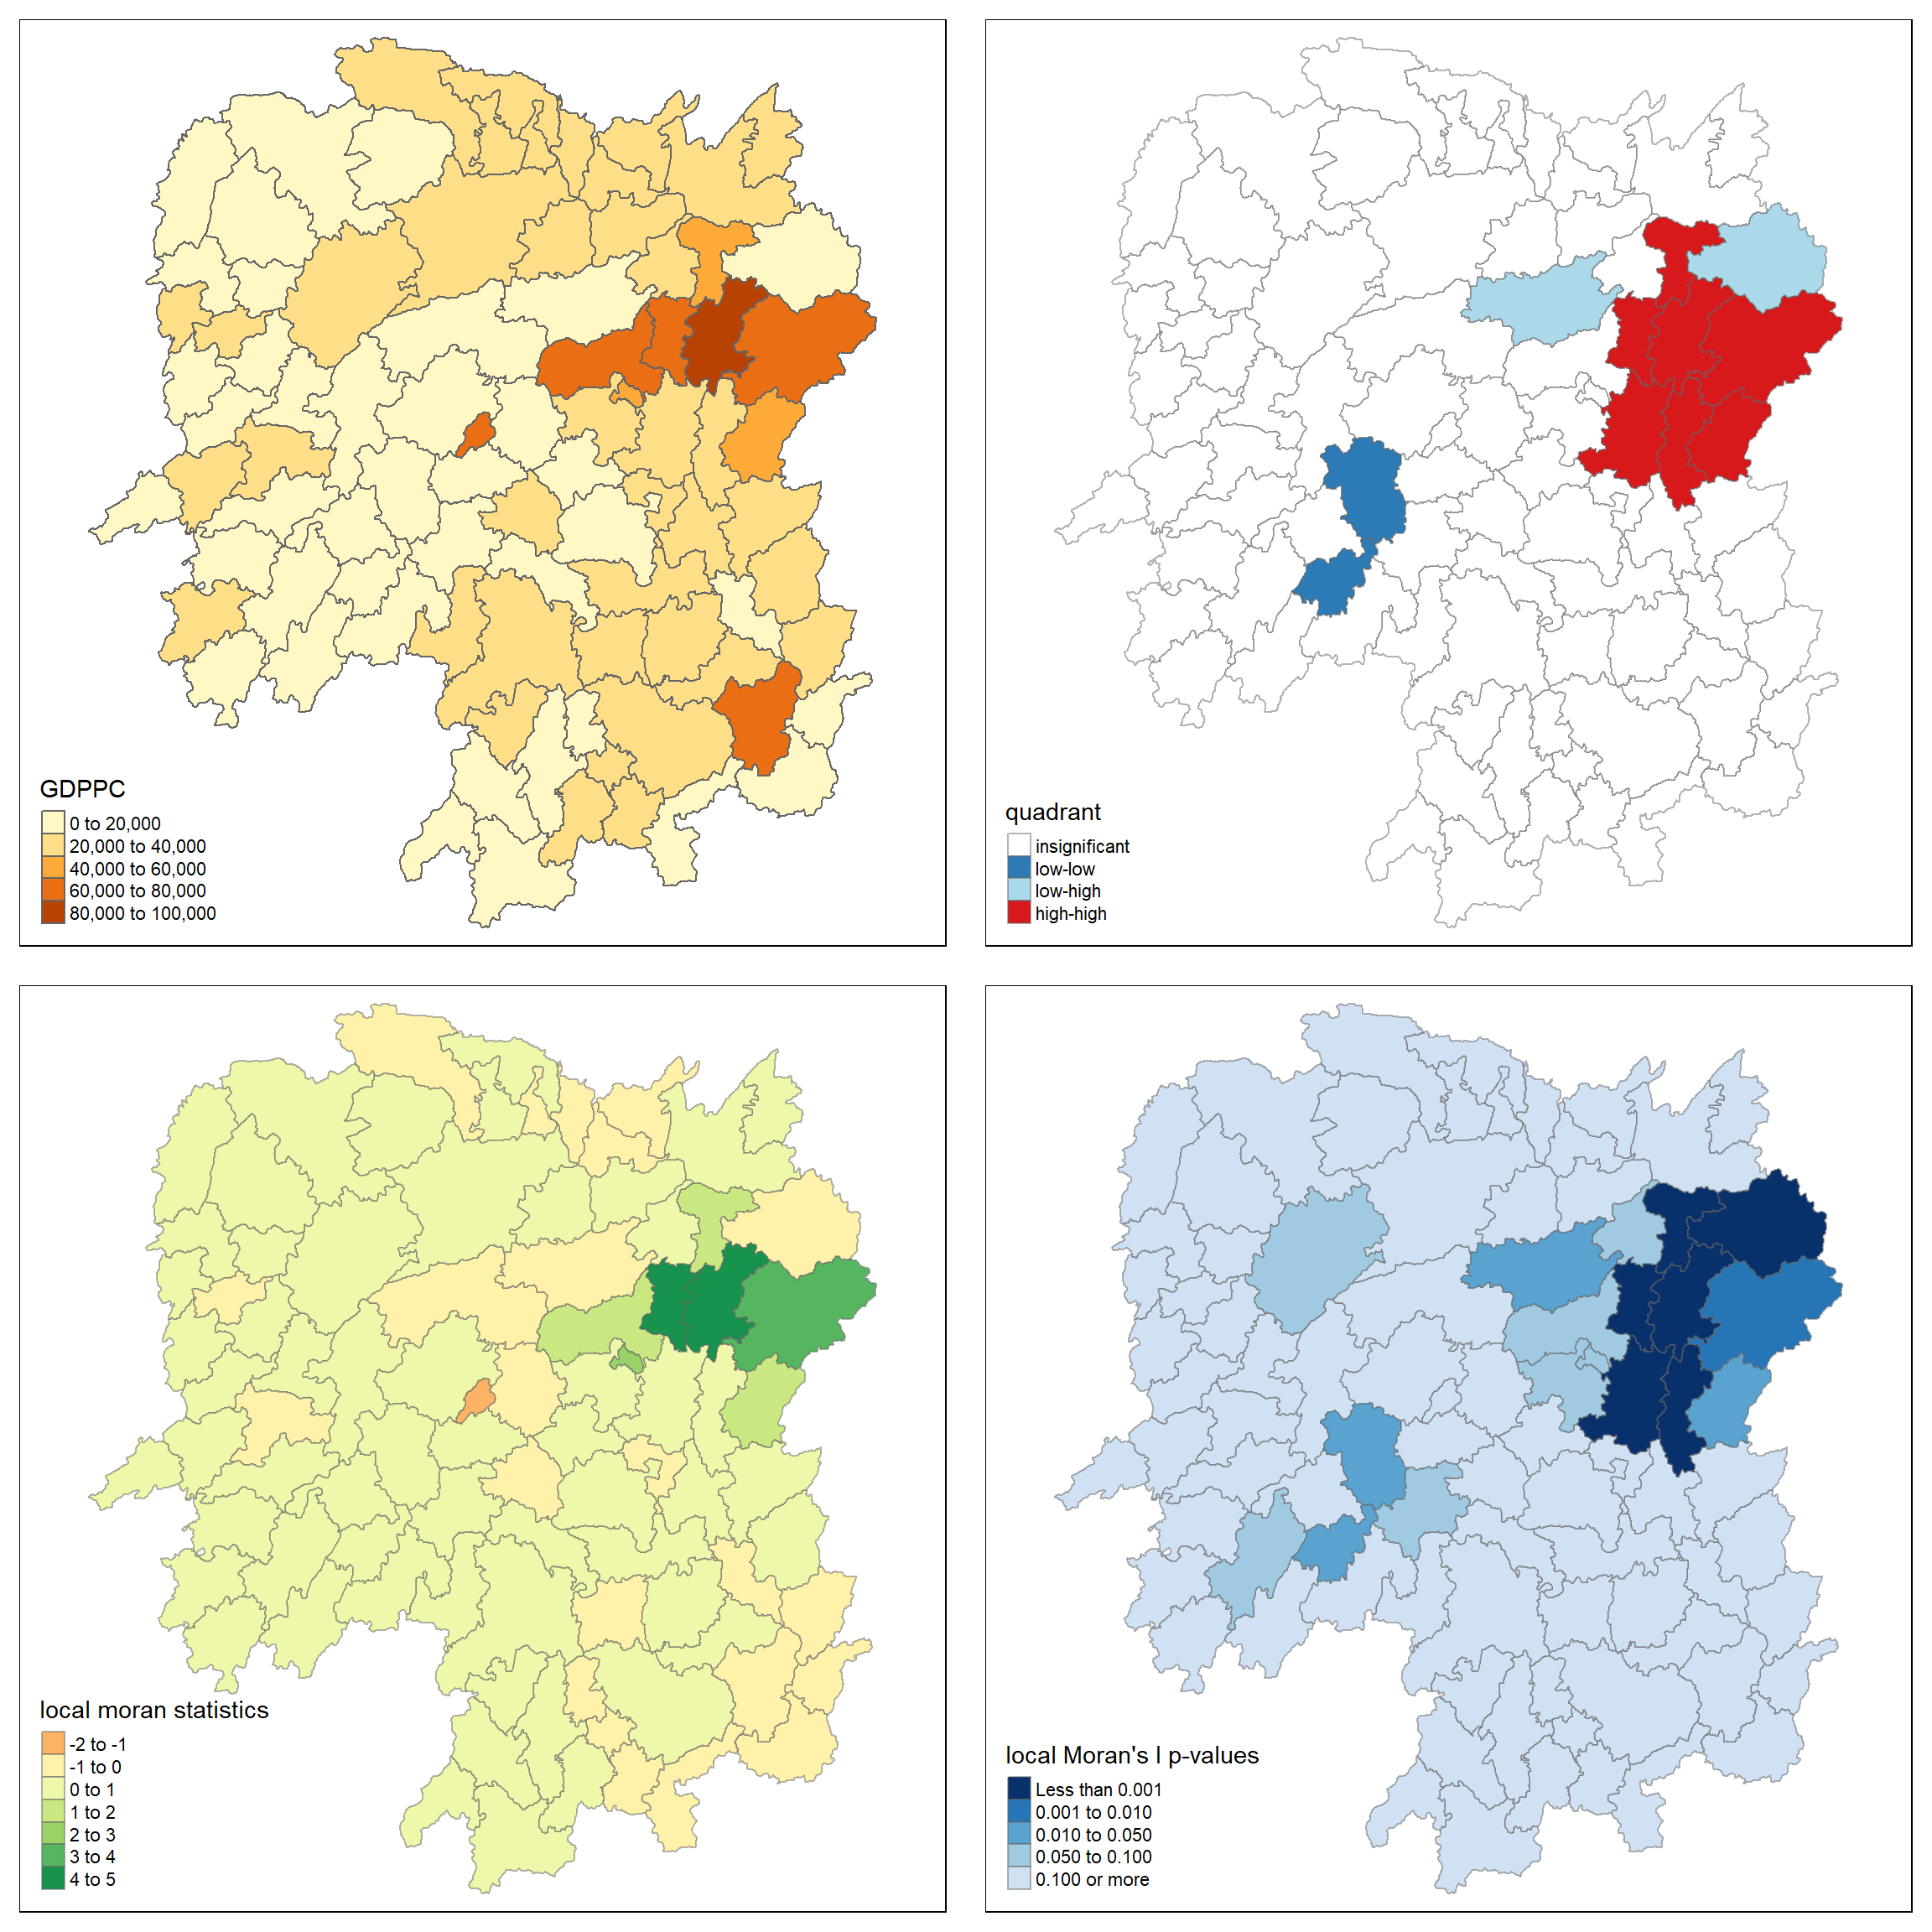 GDPPC
0 to 20,000
20,000 to 40,000
40,000 to 60,000
60,000 to 80,000
80,000 to 100,000
quadrant
insignificant
low-low
low-high
high-high
local moran statistics
-2 to -1
-1 to 0
0 to 1
1 to 2
2 to 3
3 to 4
4 to 5
local Moran's I p-values
Less than 0.001
0.001 to 0.010
0.010 to 0.050
0.050 to 0.100
0.100 or more